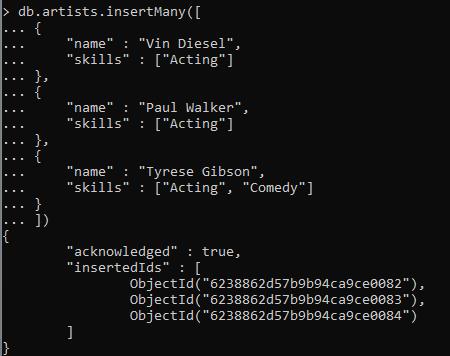 > db.artists.insertMany([
... {
...     "name" : "Vin Diesel",
...     "skills" : ["Acting"]
... },
... {
...     "name" : "Paul Walker",
...     "skills" : ["Acting"]
... },
... {
...     "name" : "Tyrese Gibson",
...     "skills" : ["Acting", "Comedy"]
... }
... ])
{
        "acknowledged" : true,
        "insertedIds" : [
                ObjectId("6238862d57b9b94ca9ce0082"),
                ObjectId("6238862d57b9b94ca9ce0083"),
                ObjectId("6238862d57b9b94ca9ce0084")
        ]
}